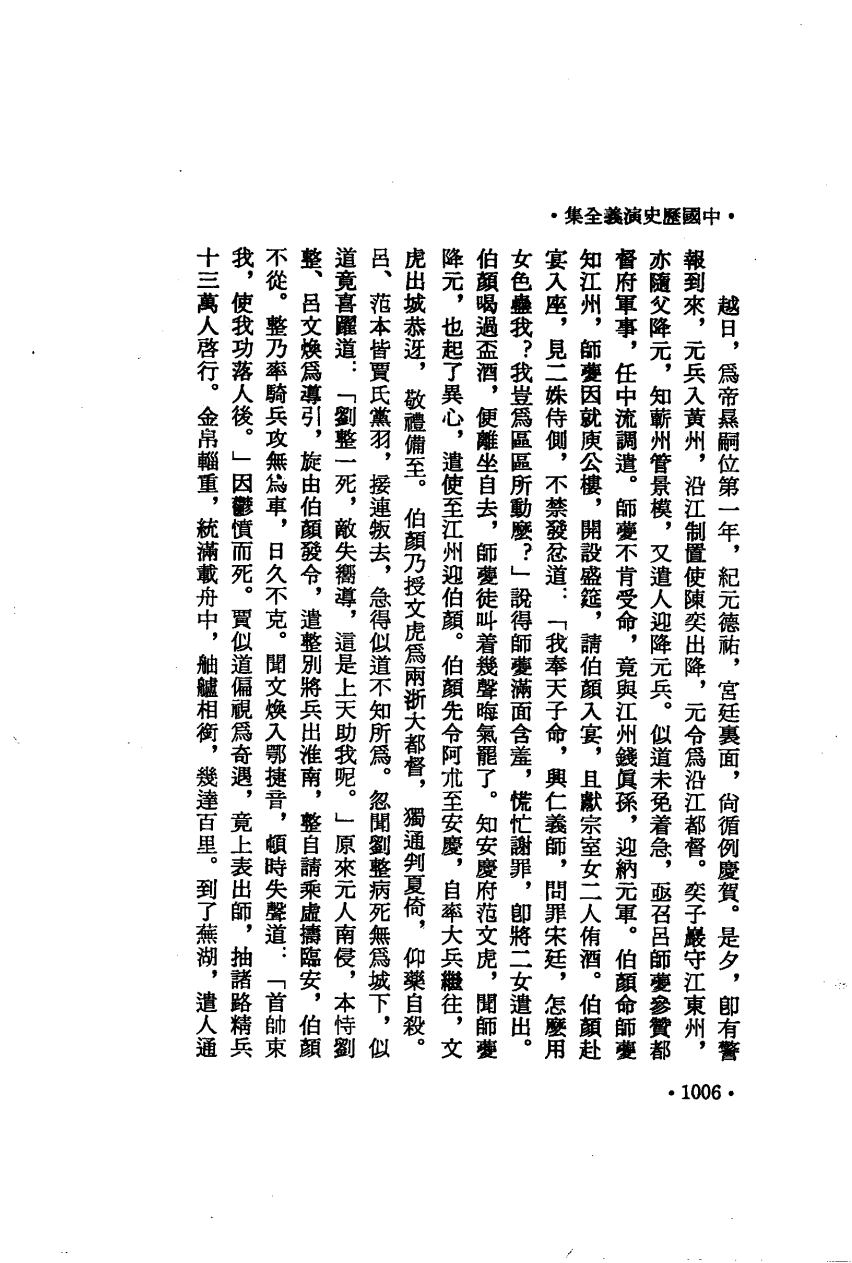 •中國歷史演義全集•
越日，爲帝㬎嗣位第一年，紀元德祐，宮廷裏面，尙循例慶賀。是夕，卽有警
報到來，元兵入黃州，沿江制置使陳奕出降，元令爲沿江都督。奕子巖守江東州，
亦隨父降元，知蘄州管景模，又遣人迎降元兵。似道未免着急，亟召呂師夔參贊都
督府軍事，任中流調遣。師夔不肯受命，竟與江州錢眞孫，迎納元軍。伯顏命師夔
知江州，師夔因就庾公樓，開設盛筵，請伯顏入宴，且獻宗室女二人侑酒。伯顏赴
宴入座，見二姝侍側，不禁發忿道：「我奉天子命，興仁義師，問罪宋廷，怎麼用
女色蠱我？我豈爲區區所動麼？」說得師夔滿面含羞，慌忙謝罪，卽將二女遣出。
伯顏喝過盃酒，便離坐自去，師夔徒叫着幾聲晦氣罷了。知安慶府范文虎，聞師夔
降元，也起了異心，遣使至江州迎伯顏。伯顏先令阿朮至安慶，自率大兵繼往，文
虎出城恭迓，敬禮備至。伯顏乃授文虎爲兩浙大都督，獨通判夏倚，仰藥自殺。
呂、范本皆賈氏黨羽，接連叛去，急得似道不知所爲。忽聞劉整病死無爲城下，似
道竟喜躍道：「劉整一死，敵失嚮導，這是上天助我呢。」原來元人南侵，本恃劉
整、呂文煥爲導引，旋由伯顏發令，遣整別將兵出淮南，整自請乘虛擣臨安，伯顏
不從。整乃率騎兵攻無爲車，日久不克。聞文煥入鄂捷音，頓時失聲道：「首帥束
我，使我功落人後。」因鬱憤而死。賈似道偏視爲奇遇，竟上表出師，抽諸路精兵
十三萬人啓行。金帛輜重，統滿載舟中，舳艫相銜，幾達百里。到了蕪湖，遣人通
•1006•